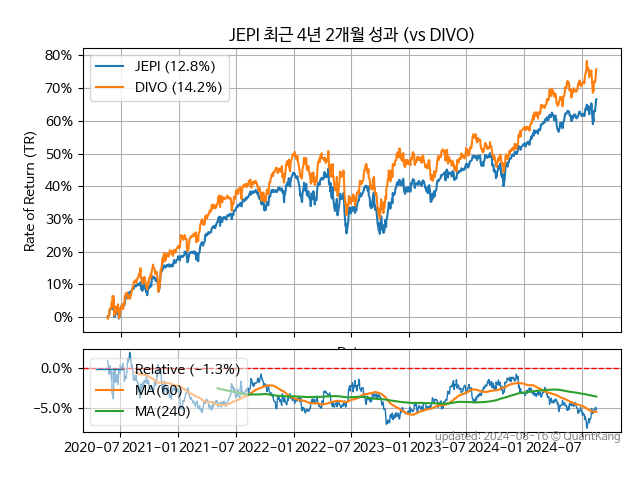 JEPI 최근 4년 2개월 성과 (vs DIVO)
Rate of Return (TR)
80%
70%
60%
50%
40%
30%
20%
10%
0%
JEPI (12.8%)
DIVO (14.2%)
0.0%
−5.0%
Relative (−1.3%)
MA(60)
MA(240)
2020-07 2021-01 2021-07 2022-01 2022-07 2023-01 2023-07 2024-01 2024-07
updated: 2024-08-16 © QuantKang